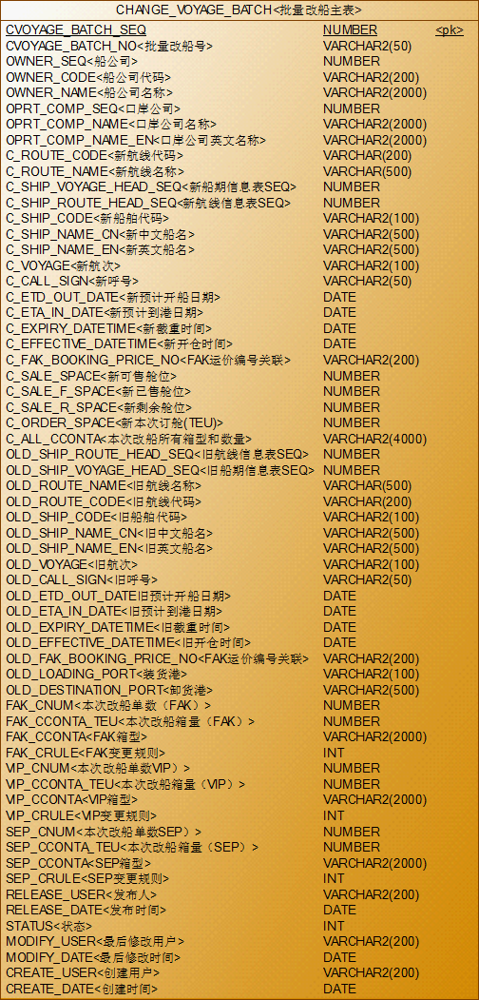 CHANGE_VOYAGE_BATCH<批量改船主表>
CVOYAGE_BATCH_SEQ NUMBER <pk>
CVOYAGE_BATCH_NO<批量改船号> VARCHAR2(50)
OWNER_SEQ<船公司> NUMBER
OWNER_CODE<船公司代码> VARCHAR2(200)
OWNER_NAME<船公司名称> VARCHAR2(2000)
OPRT_COMP_SEQ<口岸公司> NUMBER
OPRT_COMP_NAME<口岸公司名称> VARCHAR2(2000)
OPRT_COMP_NAME_EN<口岸公司英文名称> VARCHAR2(2000)
C_ROUTE_CODE<新航线代码> VARCHAR(200)
C_ROUTE_NAME<新航线名称> VARCHAR(500)
C_SHIP_VOYAGE_HEAD_SEQ<新船期信息表SEQ> NUMBER
C_SHIP_ROUTE_HEAD_SEQ<新航线信息表SEQ> NUMBER
C_SHIP_CODE<新船舶代码> VARCHAR2(100)
C_SHIP_NAME_CN<新中文船名> VARCHAR2(500)
C_SHIP_NAME_EN<新英文船名> VARCHAR2(500)
C_VOYAGE<新航次> VARCHAR2(100)
C_CALL_SIGN<新呼号> VARCHAR2(50)
C_ETD_OUT_DATE<新预计开船日期> DATE
C_ETA_IN_DATE<新预计到港日期> DATE
C_EXPIRY_DATETIME<新截重时间> DATE
C_EFFECTIVE_DATETIME<新开仓时间> DATE
C_FAK_BOOKING_PRICE_NO<FAK运价编号关联> VARCHAR2(200)
C_SALE_SPACE<新可售舱位> NUMBER
C_SALE_F_SPACE<新已售舱位> NUMBER
C_SALE_R_SPACE<新剩余舱位> NUMBER
C_ORDER_SPACE<新本次订舱(TEU)> NUMBER
C_ALL_CCONTA<本次改船所有箱型和数量> VARCHAR2(4000)
OLD_SHIP_ROUTE_HEAD_SEQ<旧航线信息表SEQ> NUMBER
OLD_SHIP_VOYAGE_HEAD_SEQ<旧船期信息表SEQ> NUMBER
OLD_ROUTE_NAME<旧航线名称> VARCHAR(500)
OLD_ROUTE_CODE<旧航线代码> VARCHAR(200)
OLD_SHIP_CODE<旧船舶代码> VARCHAR2(100)
OLD_SHIP_NAME_CN<旧中文船名> VARCHAR2(500)
OLD_SHIP_NAME_EN<旧英文船名> VARCHAR2(500)
OLD_VOYAGE<旧航次> VARCHAR2(100)
OLD_CALL_SIGN<旧呼号> VARCHAR2(50)
OLD_ETD_OUT_DATE旧预计开船日期> DATE
OLD_ETA_IN_DATE<旧预计到港日期> DATE
OLD_EXPIRY_DATETIME<旧截重时间> DATE
OLD_EFFECTIVE_DATETIME<旧开仓时间> DATE
OLD_FAK_BOOKING_PRICE_NO<FAK运价编号关联> VARCHAR2(200)
OLD_LOADING_PORT<装货港> VARCHAR2(100)
OLD_DESTINATION_PORT<卸货港> VARCHAR2(500)
FAK_CNUM<本次改船单数（FAK）> NUMBER
FAK_CCONTA_TEU<本次改船箱量（FAK）> NUMBER
FAK_CCONTA<FAK箱型> VARCHAR2(2000)
FAK_CRULE<FAK变更规则> INT
VIP_CNUM<本次改船单数VIP）> NUMBER
VIP_CCONTA_TEU<本次改船箱量（VIP）> NUMBER
VIP_CCONTA<VIP箱型> VARCHAR2(2000)
VIP_CRULE<VIP变更规则> INT
SEP_CNUM<本次改船单数SEP）> NUMBER
SEP_CCONTA_TEU<本次改船箱量（SEP）> NUMBER
SEP_CCONTA<SEP箱型> VARCHAR2(2000)
SEP_CRULE<SEP变更规则> INT
RELEASE_USER<发布人> VARCHAR2(200)
RELEASE_DATE<发布时间> DATE
STATUS<状态> INT
MODIFY_USER<最后修改用户> VARCHAR2(200)
MODIFY_DATE<最后修改时间> DATE
CREATE_USER<创建用户> VARCHAR2(200)
CREATE_DATE<创建时间> DATE